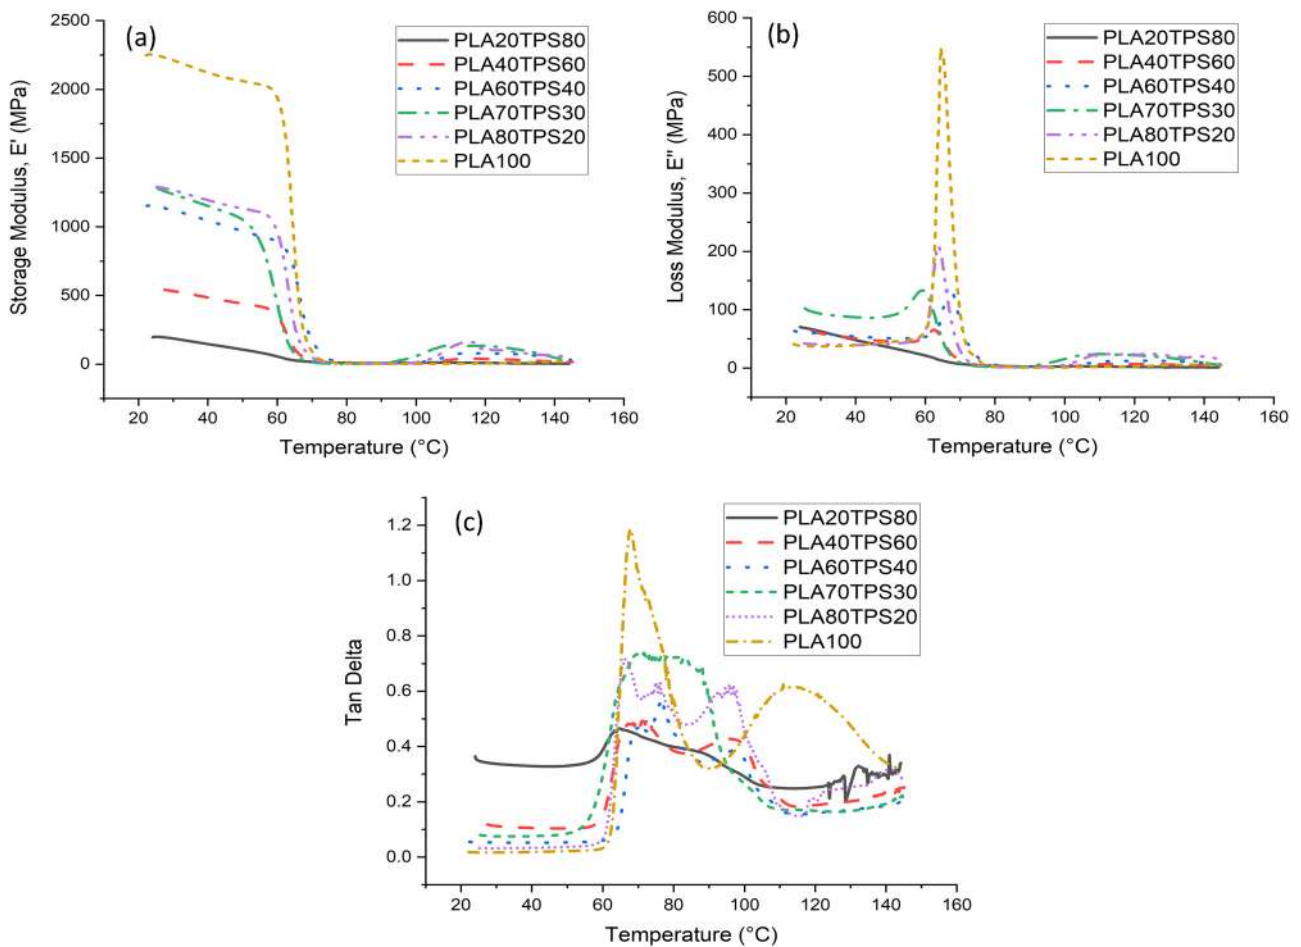 (a)
PLA20TPS80
PLA40TPS60
PLA60TPS40
PLA70TPS30
PLA80TPS20
PLA100
2500
2000
1500
1000
500
0
Storage Modulus, E' (MPa)
20 40 60 80 100 120 140 160
Temperature (°C)
(b)
PLA20TPS80
PLA40TPS60
PLA60TPS40
PLA70TPS30
PLA80TPS20
PLA100
600
500
400
300
200
100
0
Loss Modulus, E" (MPa)
20 40 60 80 100 120 140 160
Temperature (°C)
(c)
PLA20TPS80
PLA40TPS60
PLA60TPS40
PLA70TPS30
PLA80TPS20
PLA100
1.2
1.0
0.8
0.6
0.4
0.2
0.0
Tan Delta
20 40 60 80 100 120 140 160
Temperature (°C)